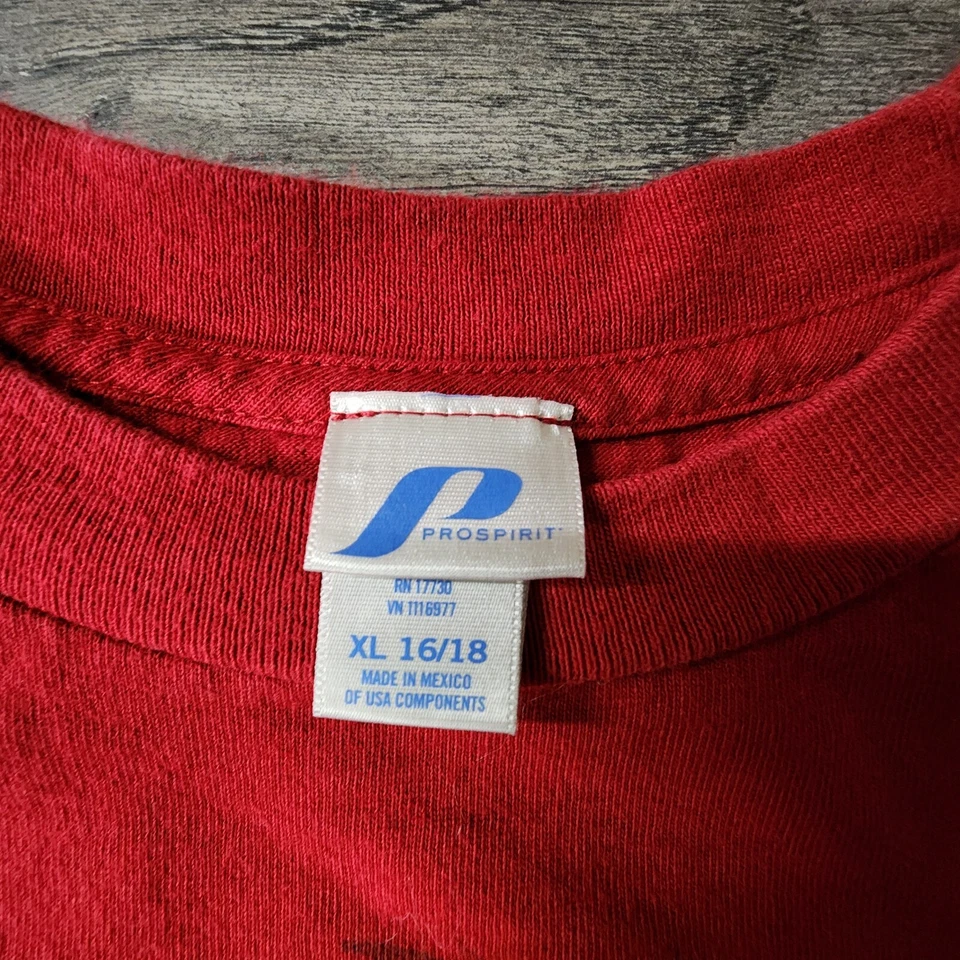 PROSPIRIT
RN 17730
VN 1116977
XL 16/18
MADE IN MEXICO
OF USA COMPONENTS